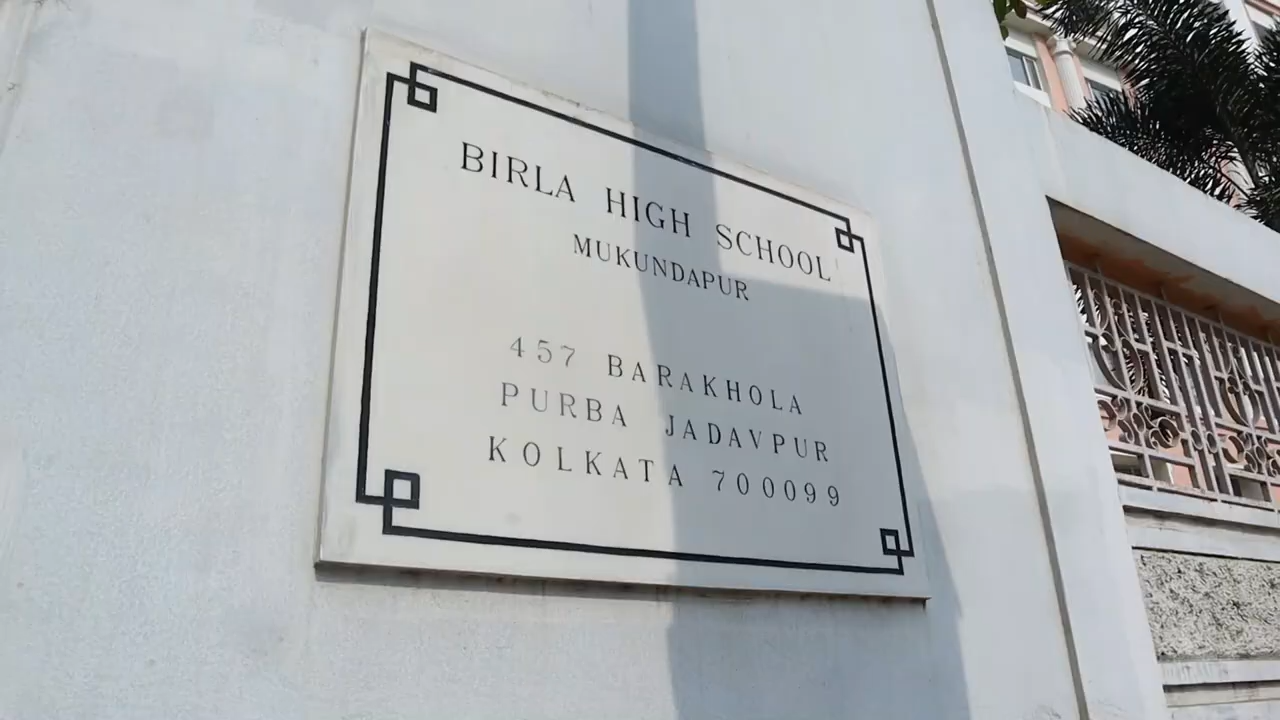 BIRLA HIGH SCHOOL
MUKUNDAPUR
457 BARAKHOLA
PURBA JADAVPUR
KOLKATA 700099